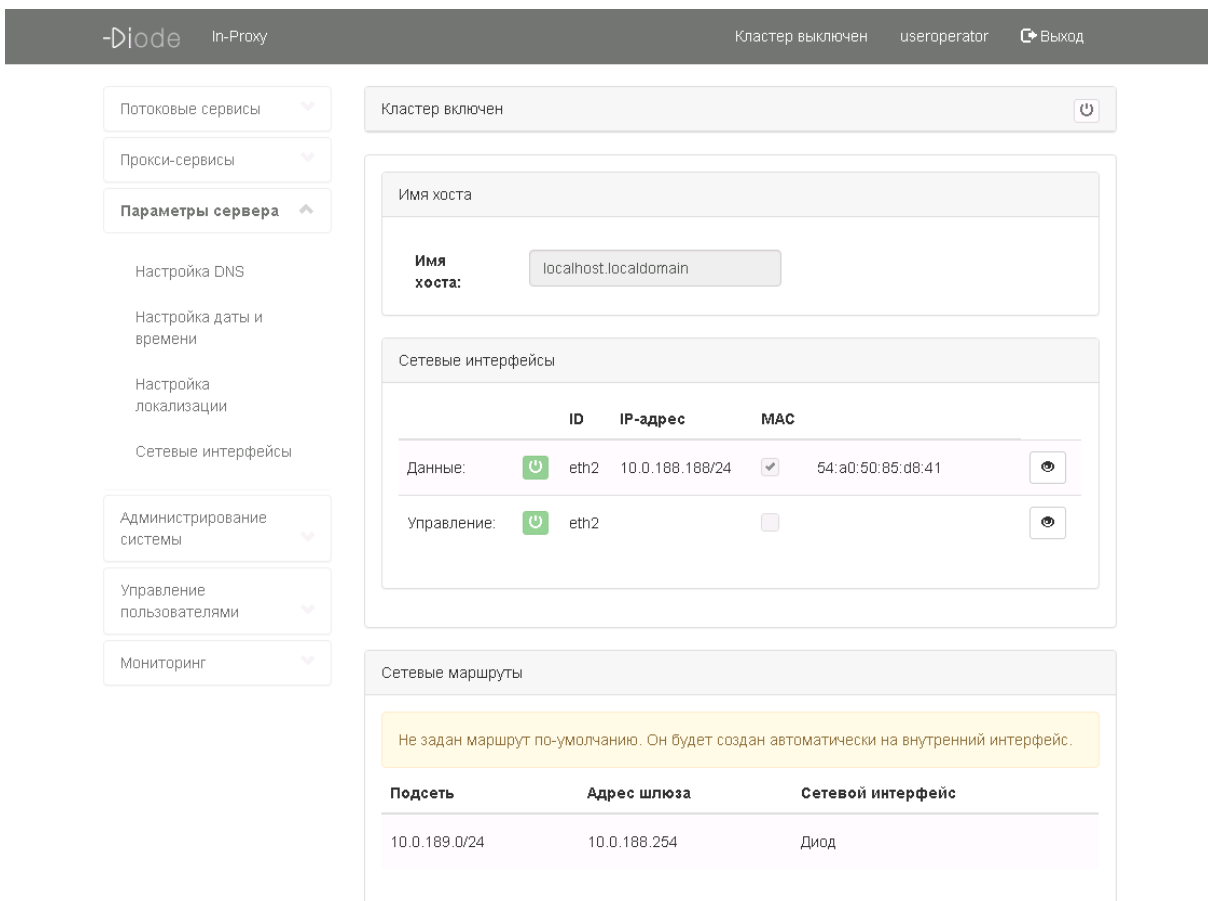 -Diode In-Proxy Кластер выключен useroperator Выход
Потоковые сервисы
Прокси-сервисы
Параметры сервера
Настройка DNS
Настройка даты и
времени
Настройка
локализации
Сетевые интерфейсы
Администрирование
системы
Управление
пользователями
Мониторинг
Кластер включен
Имя хоста
Имя
хоста:
localhost.localdomain
Сетевые интерфейсы
ID IP-адрес MAC
Данные: eth2 10.0.188.188/24 54:a0:50:85:d8:41
Управление: eth2
Сетевые маршруты
Не задан маршрут по-умолчанию. Он будет создан автоматически на внутренний интерфейс.
Подсеть Адрес шлюза Сетевой интерфейс
10.0.189.0/24 10.0.188.254 Диод